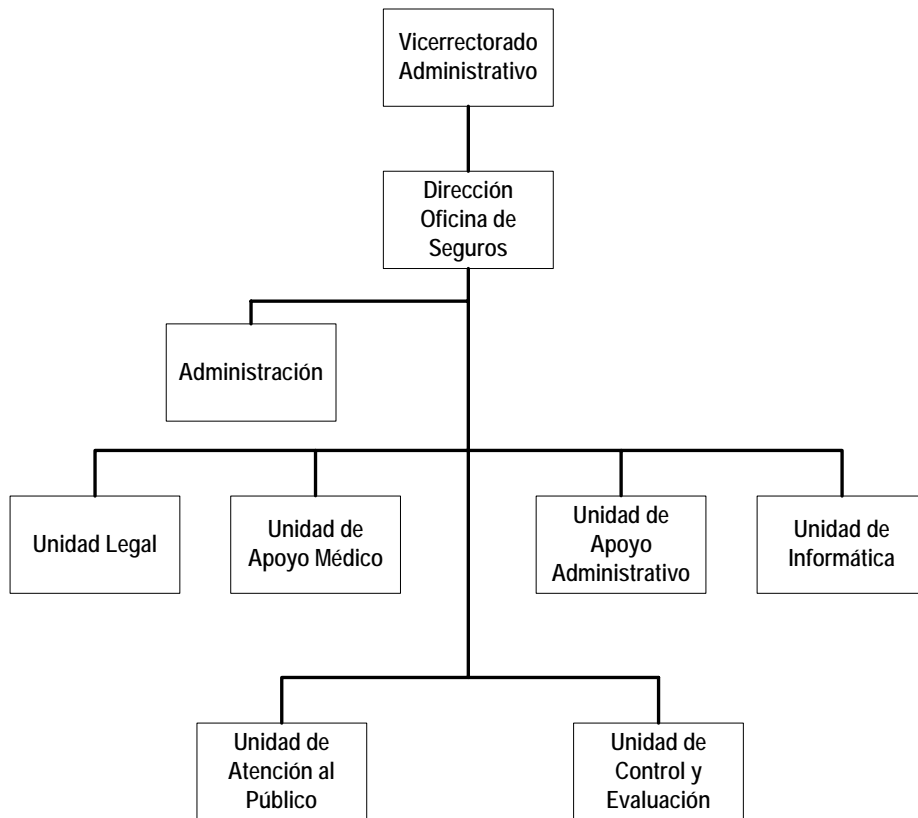 Vicerrectorado
Administrativo
Dirección
Oficina de
Seguros
Administración
Unidad Legal
Unidad de
Apoyo Médico
Unidad de
Apoyo
Administrativo
Unidad de
Informática
Unidad de
Atención al
Público
Unidad de
Control y
Evaluación